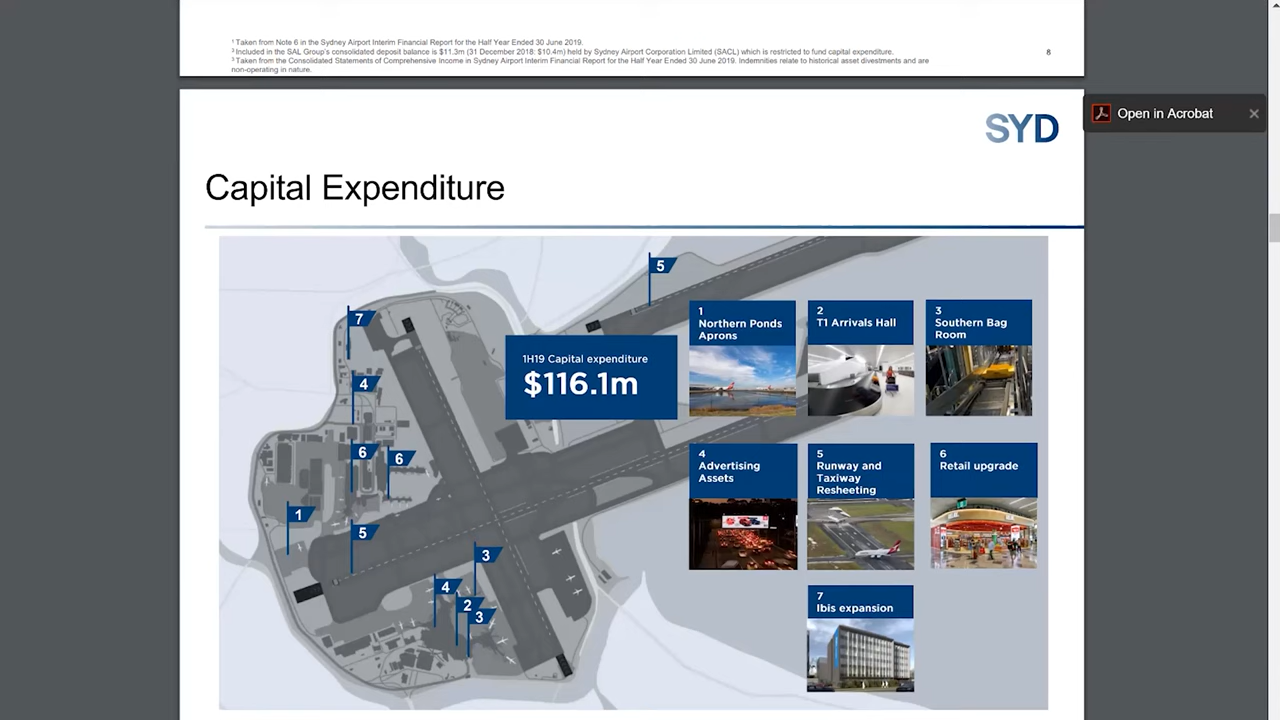 ¹ Taken from Note 6 in the Sydney Airport Interim Financial Report for the Half Year Ended 30 June 2019.
² Included in the SAL Group's consolidated deposit balance is $11.3m (31 December 2018: $10.4m) held by Sydney Airport Corporation Limited (SACL) which is restricted to fund capital expenditure.
³ Taken from the Consolidated Statements of Comprehensive Income in Sydney Airport Interim Financial Report for the Half Year Ended 30 June 2019. Indemnities relate to historical asset divestments and are
non-operating in nature.
8
Open in Acrobat
SYD
Capital Expenditure
5
7
4
6
6
1
5
3
4
2
3
1H19 Capital expenditure
$116.1m
1
Northern Ponds
Aprons
2
T1 Arrivals Hall
3
Southern Bag
Room
4
Advertising
Assets
5
Runway and
Taxiway
Resheeting
6
Retail upgrade
7
Ibis expansion